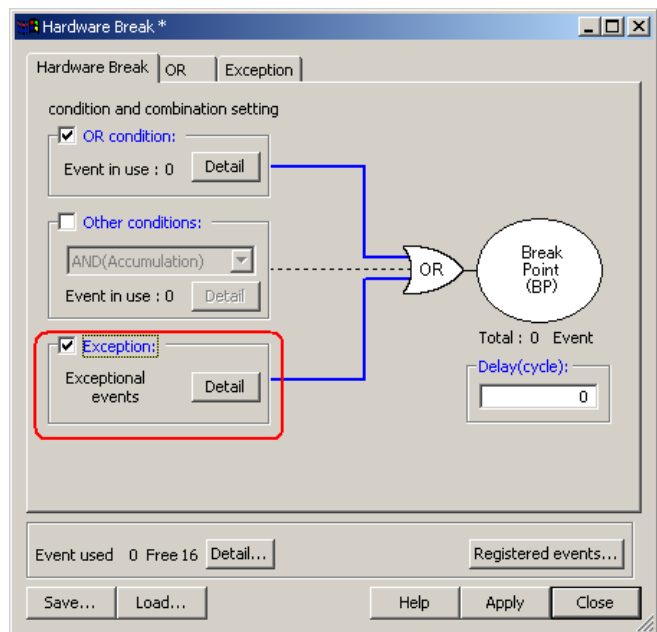 Hardware Break *
Hardware Break OR Exception
condition and combination setting
OR condition:
Event in use : 0 Detail
Other conditions:
AND(Accumulation)
Event in use : 0 Detail
Exception:
Exceptional
events
Detail
OR
Break
Point
(BP)
Total : 0 Event
Delay(cycle):
0
Event used 0 Free 16 Detail... Registered events...
Save... Load... Help Apply Close